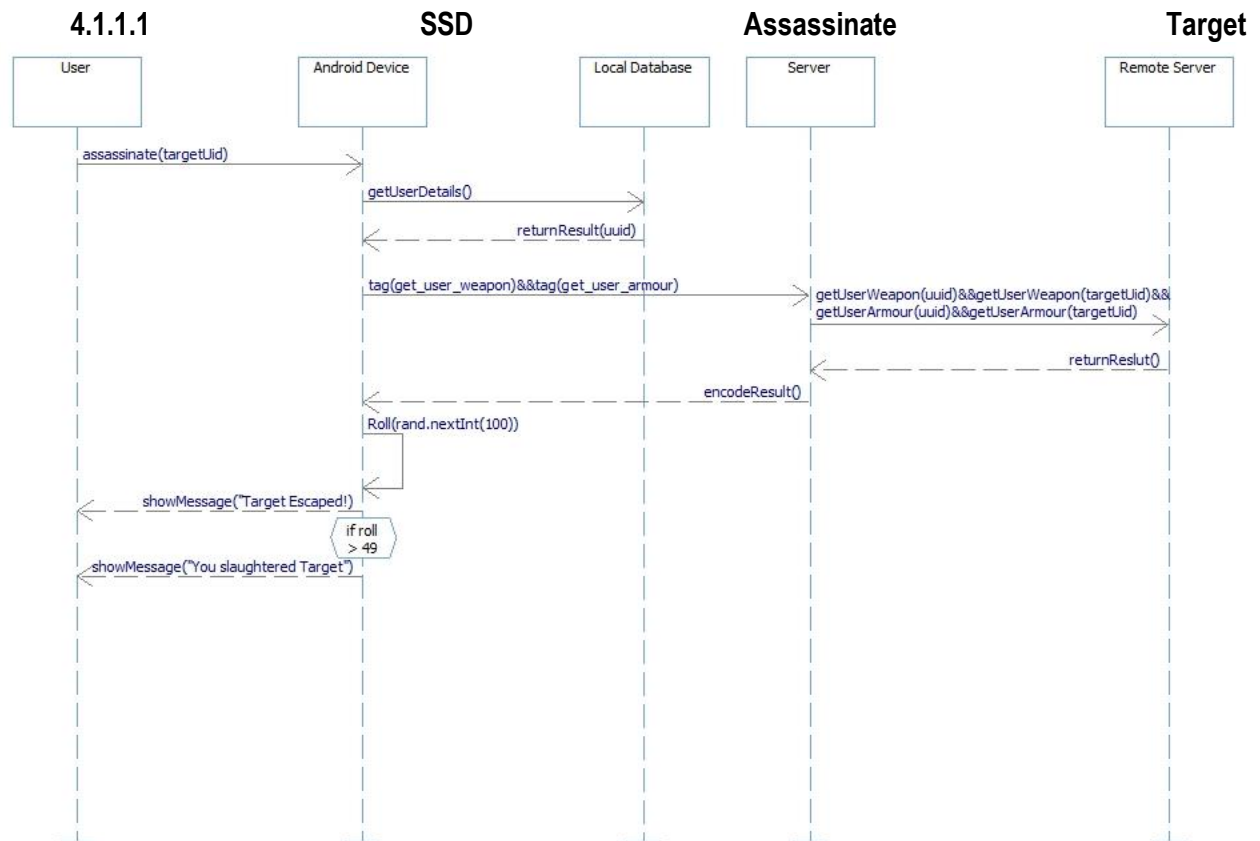 4.1.1.1 SSD Assassinate Target
User Android Device Local Database Server Remote Server
assassinate(targetUid)
getUserDetails()
returnResult(uuid)
tag(get_user_weapon)&&tag(get_user_armour)
getUserWeapon(uuid)&&getUserWeapon(targetUid)&&
getUserArmour(uuid)&&getUserArmour(targetUid)
returnReslut()
encodeResult()
Roll(rand.nextInt(100))
showMessage("Target Escaped!)
if roll
> 49
showMessage("You slaughtered Target")